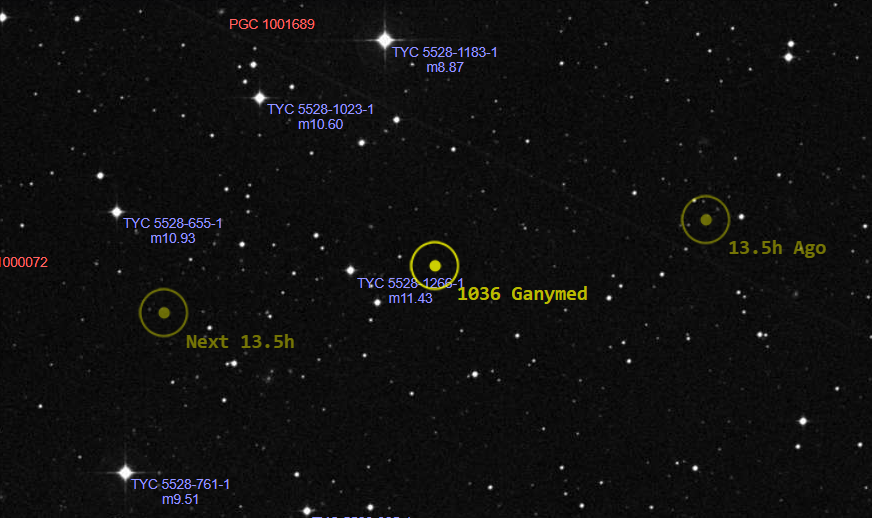 PGC 1001689
TYC 5528-1183-1
m8.87
TYC 5528-1023-1
m10.60
TYC 5528-655-1
m10.93
13.5h Ago
1000072
TYC 5528-1266-1
m11.43
1036 Ganymed
Next 13.5h
TYC 5528-761-1
m9.51